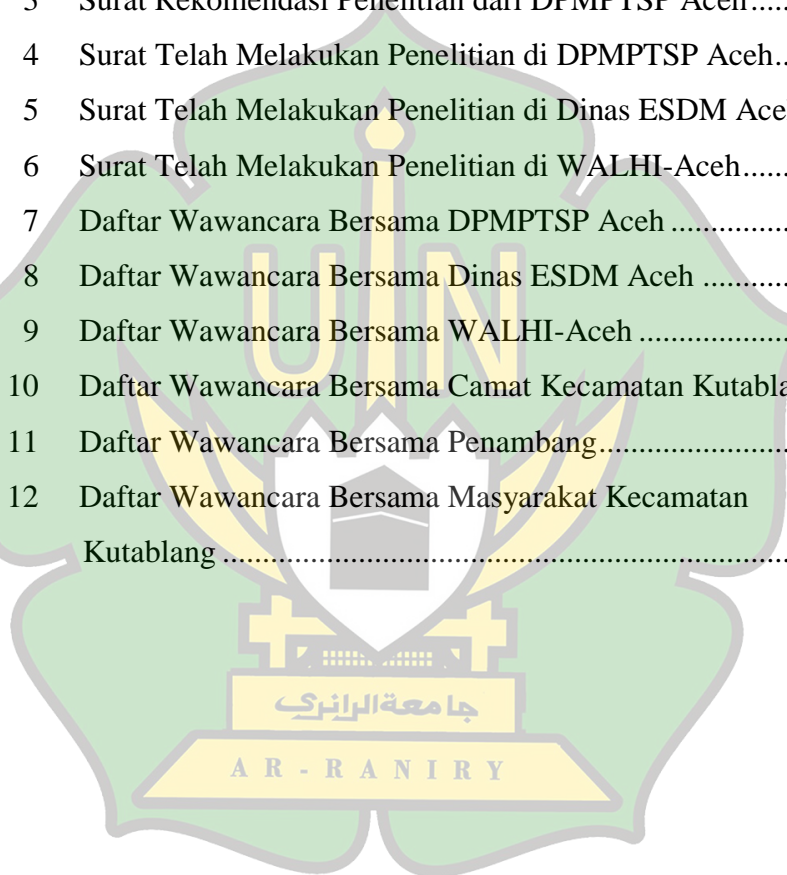 3 Surat Rekomendasi Penelitian dari DPMPTSP Aceh....
4 Surat Telah Melakukan Penelitian di DPMPTSP Aceh..
5 Surat Telah Melakukan Penelitian di Dinas ESDM Ace
6 Surat Telah Melakukan Penelitian di WALHI-Aceh......
7 Daftar Wawancara Bersama DPMPTSP Aceh ...............
8 Daftar Wawancara Bersama Dinas ESDM Aceh ...........
9 Daftar Wawancara Bersama WALHI-Aceh ...................
10 Daftar Wawancara Bersama Camat Kecamatan Kutabla
11 Daftar Wawancara Bersama Penambang........................
12 Daftar Wawancara Bersama Masyarakat Kecamatan
Kutablang .......................................................................
UIN
جامعةالرانري
AR-RANIRY